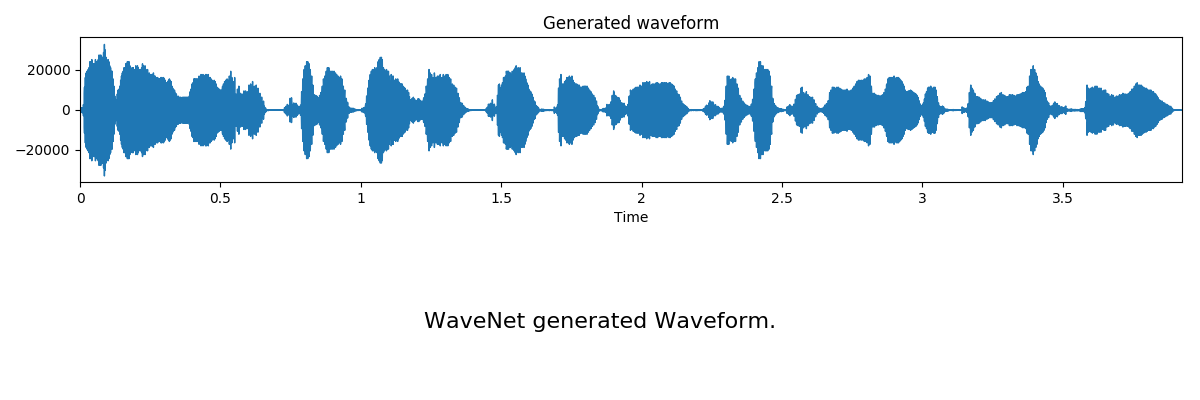 Generated waveform
20000
0
−20000
0 0.5 1 1.5 2 2.5 3 3.5
Time
WaveNet generated Waveform.